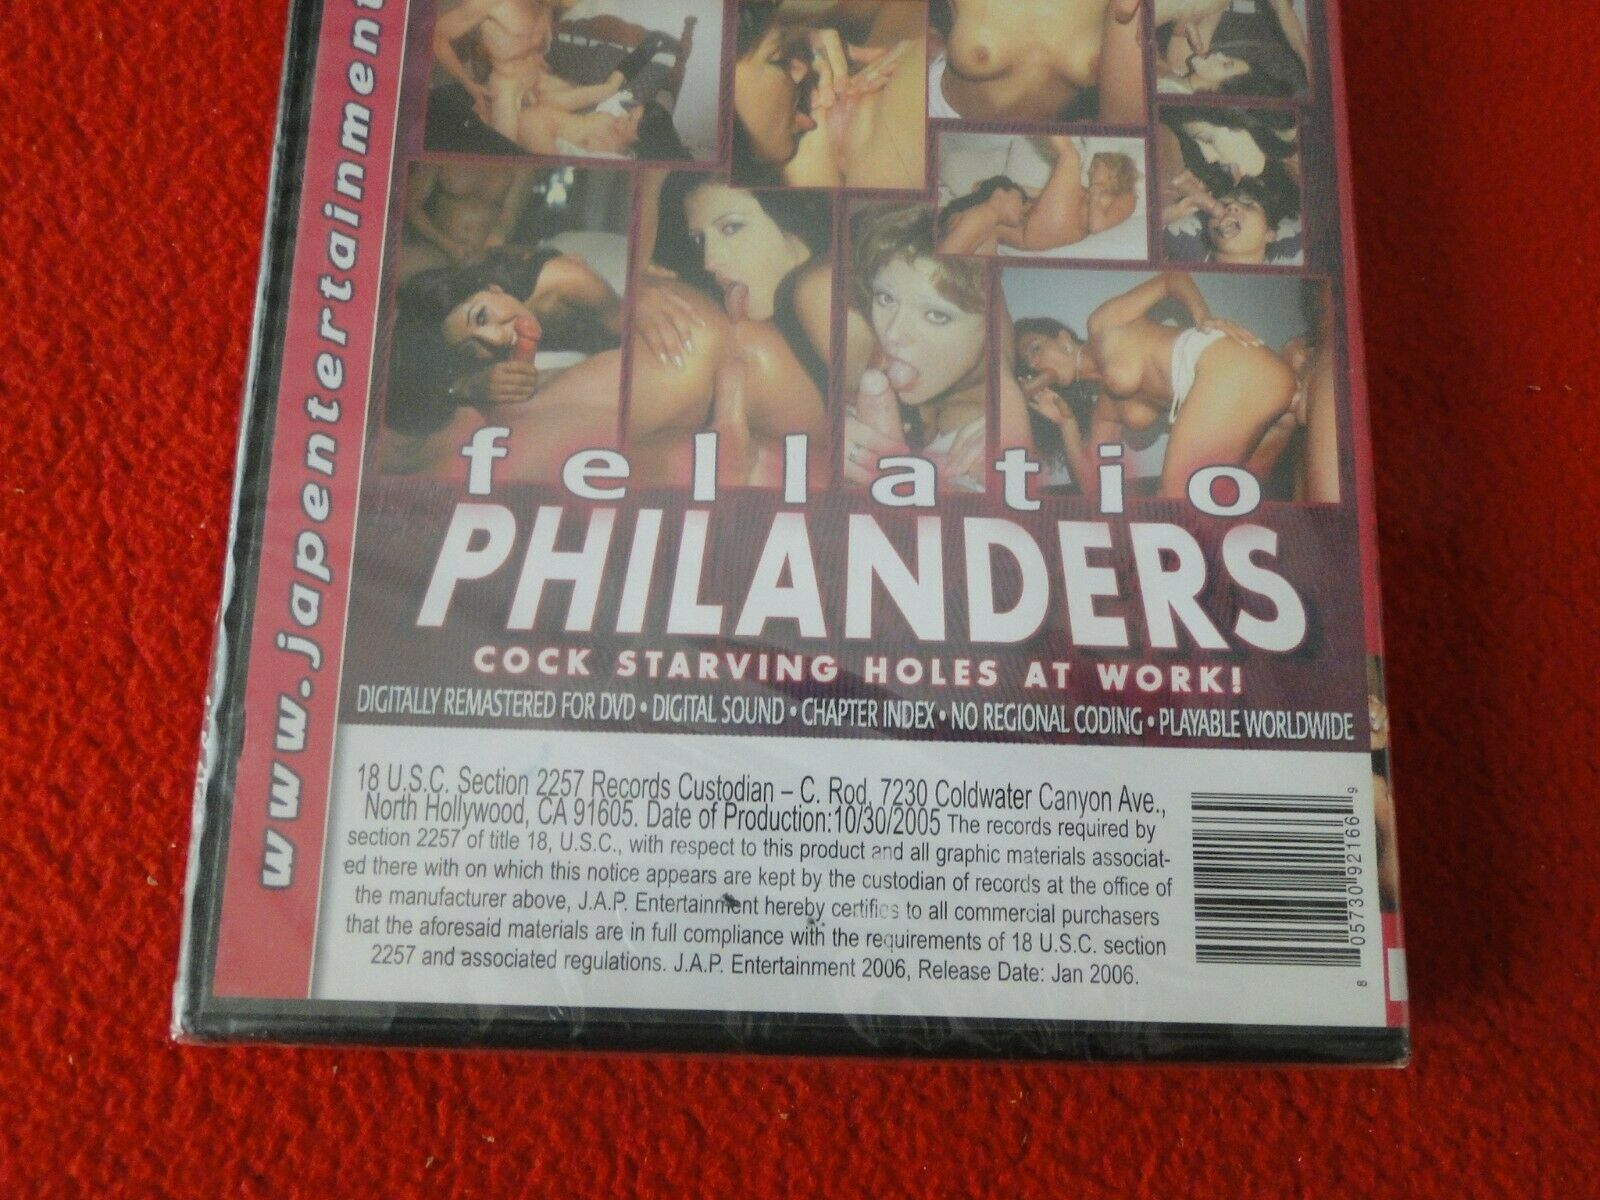 www.japentertainment
fellatio
PHILANDERS
COCK STARVING HOLES AT WORK!
DIGITALLY REMASTERED FOR DVD • DIGITAL SOUND • CHAPTER INDEX • NO REGIONAL CODING • PLAYABLE WORLDWIDE
18 U.S.C. Section 2257 Records Custodian – C. Rod, 7230 Coldwater Canyon Ave.,
North Hollywood, CA 91605. Date of Production:10/30/2005 The records required by
section 2257 of title 18, U.S.C., with respect to this product and all graphic materials associat-
ed there with on which this notice appears are kept by the custodian of records at the office of
the manufacturer above, J.A.P. Entertainment hereby certifies to all commercial purchasers
that the aforesaid materials are in full compliance with the requirements of 18 U.S.C. section
2257 and associated regulations. J.A.P. Entertainment 2006, Release Date: Jan 2006.
8 05730 92166 9